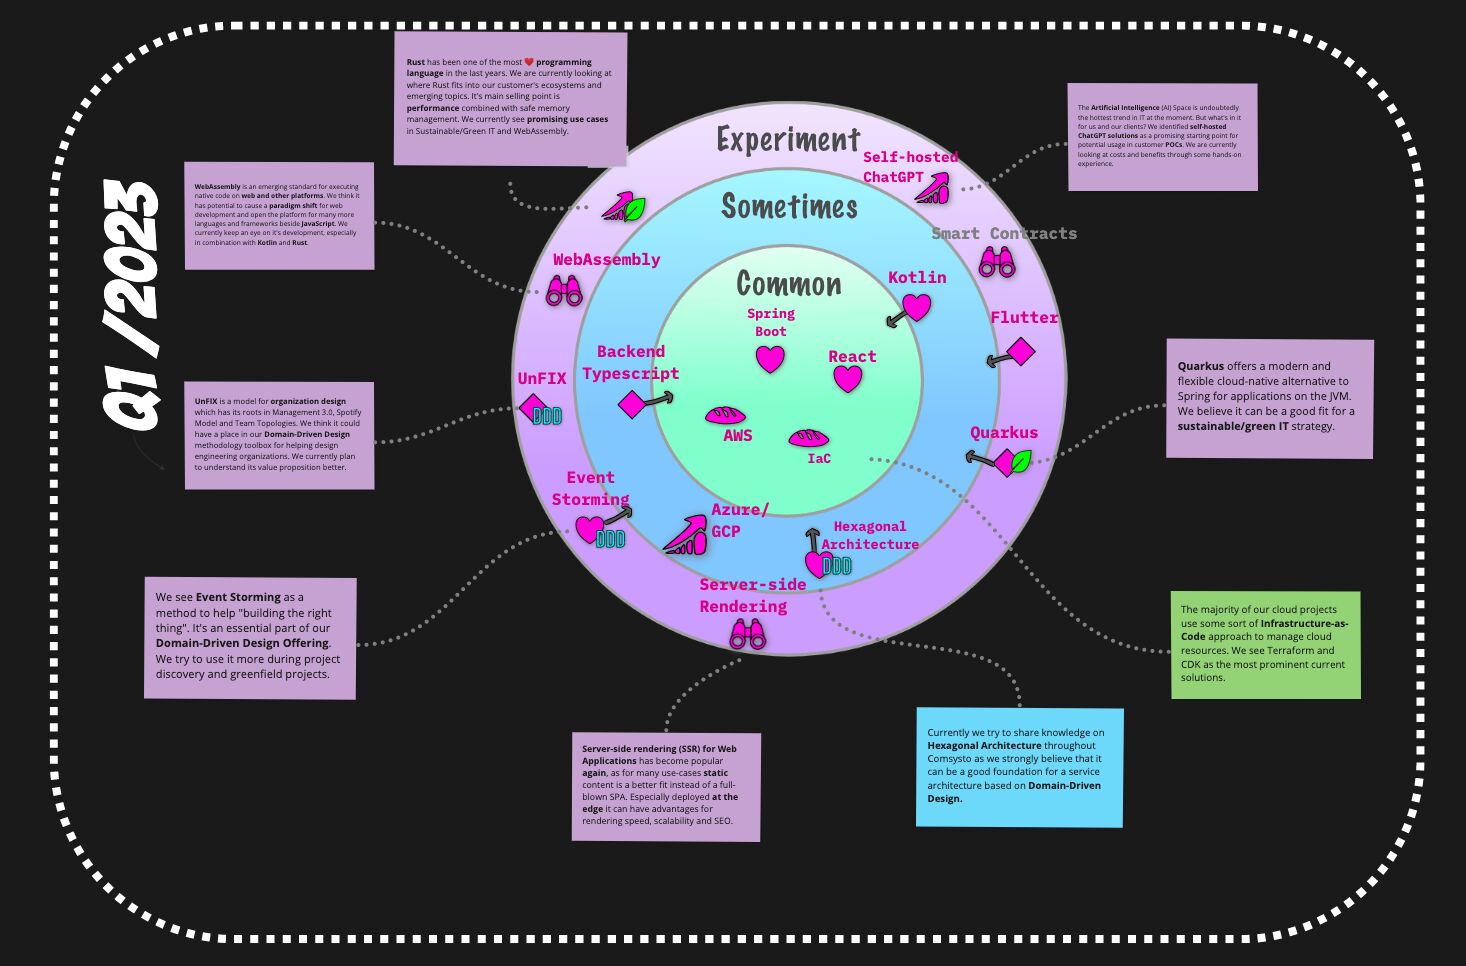 Q1 /2023
Rust has been one of the most ❤️ programming
language in the last years. We are currently looking at
where Rust fits into our customer's ecosystems and
emerging topics. It's main selling point is
performance combined with safe memory
management. We currently see promising use cases
in Sustainable/Green IT and WebAssembly.
The Artificial Intelligence (AI) Space is undoubtedly
the hottest trend in IT at the moment. But what's in it
for us and our clients? We identified self-hosted
ChatGPT solutions as a promising starting point for
potential usage in customer POCs. We are currently
looking at costs and benefits through some hands-on
experience.
WebAssembly is an emerging standard for executing
native code on web and other platforms. We think it
has potential to cause a paradigm shift for web
development and open the platform for many more
languages and frameworks beside JavaScript. We
currently keep an eye on it's development, especially
in combination with Kotlin and Rust.
Experiment
Self-hosted
ChatGPT
Sometimes
Smart Contracts
WebAssembly
Common
Kotlin
Spring
Boot
Flutter
Backend
Typescript
React
UnFIX
DDD
AWS
IaC
Quarkus
Event
Storming
DDD
Azure/
GCP
Hexagonal
Architecture
DDD
Server-side
Rendering
UnFIX is a model for organization design
which has its roots in Management 3.0, Spotify
Model and Team Topologies. We think it could
have a place in our Domain-Driven Design
methodology toolbox for helping design
engineering organizations. We currently plan
to understand its value proposition better.
Quarkus offers a modern and
flexible cloud-native alternative to
Spring for applications on the JVM.
We believe it can be a good fit for a
sustainable/green IT strategy.
We see Event Storming as a
method to help "building the right
thing". It's an essential part of our
Domain-Driven Design Offering.
We try to use it more during project
discovery and greenfield projects.
The majority of our cloud projects
use some sort of Infrastructure-as-
Code approach to manage cloud
resources. We see Terraform and
CDK as the most prominent current
solutions.
Server-side rendering (SSR) for Web
Applications has become popular
again, as for many use-cases static
content is a better fit instead of a full-
blown SPA. Especially deployed at the
edge it can have advantages for
rendering speed, scalability and SEO.
Currently we try to share knowledge on
Hexagonal Architecture throughout
Comsysto as we strongly believe that it
can be a good foundation for a service
architecture based on Domain-Driven
Design.